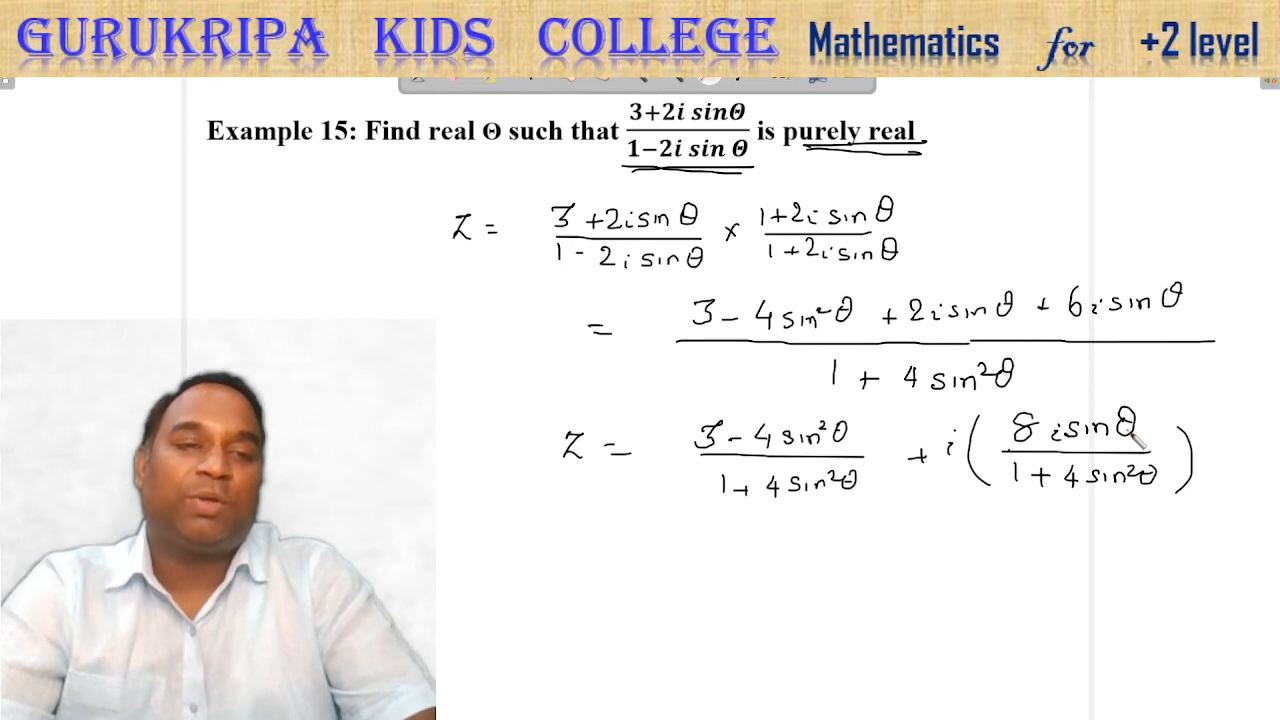 GURUKRIPA KIDS COLLEGE Mathematics for +2 level
Example 15: Find real Θ such that (3+2i sinΘ)/(1−2i sin Θ) is purely real
Z = (3 + 2i sin θ)/(1 - 2i sin θ) × (1 + 2i sin θ)/(1 + 2i sin θ)
= (3 - 4 sin²θ + 2i sin θ + 6i sin θ)/(1 + 4 sin²θ)
Z = (3 - 4 sin²θ)/(1 + 4 sin²θ) + i ((8 i sin θ)/(1 + 4 sin²θ))